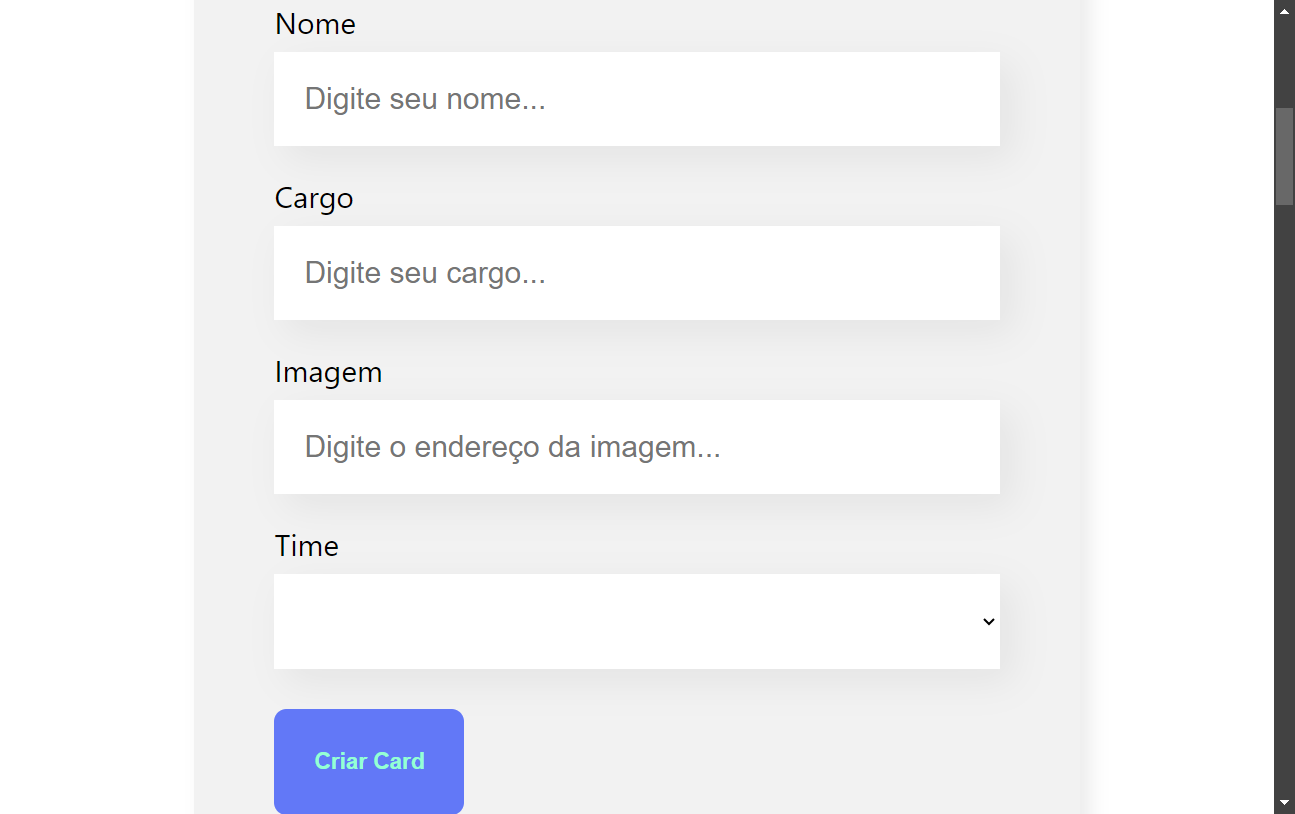 Nome
Digite seu nome...
Cargo
Digite seu cargo...
Imagem
Digite o endereço da imagem...
Time
Criar Card